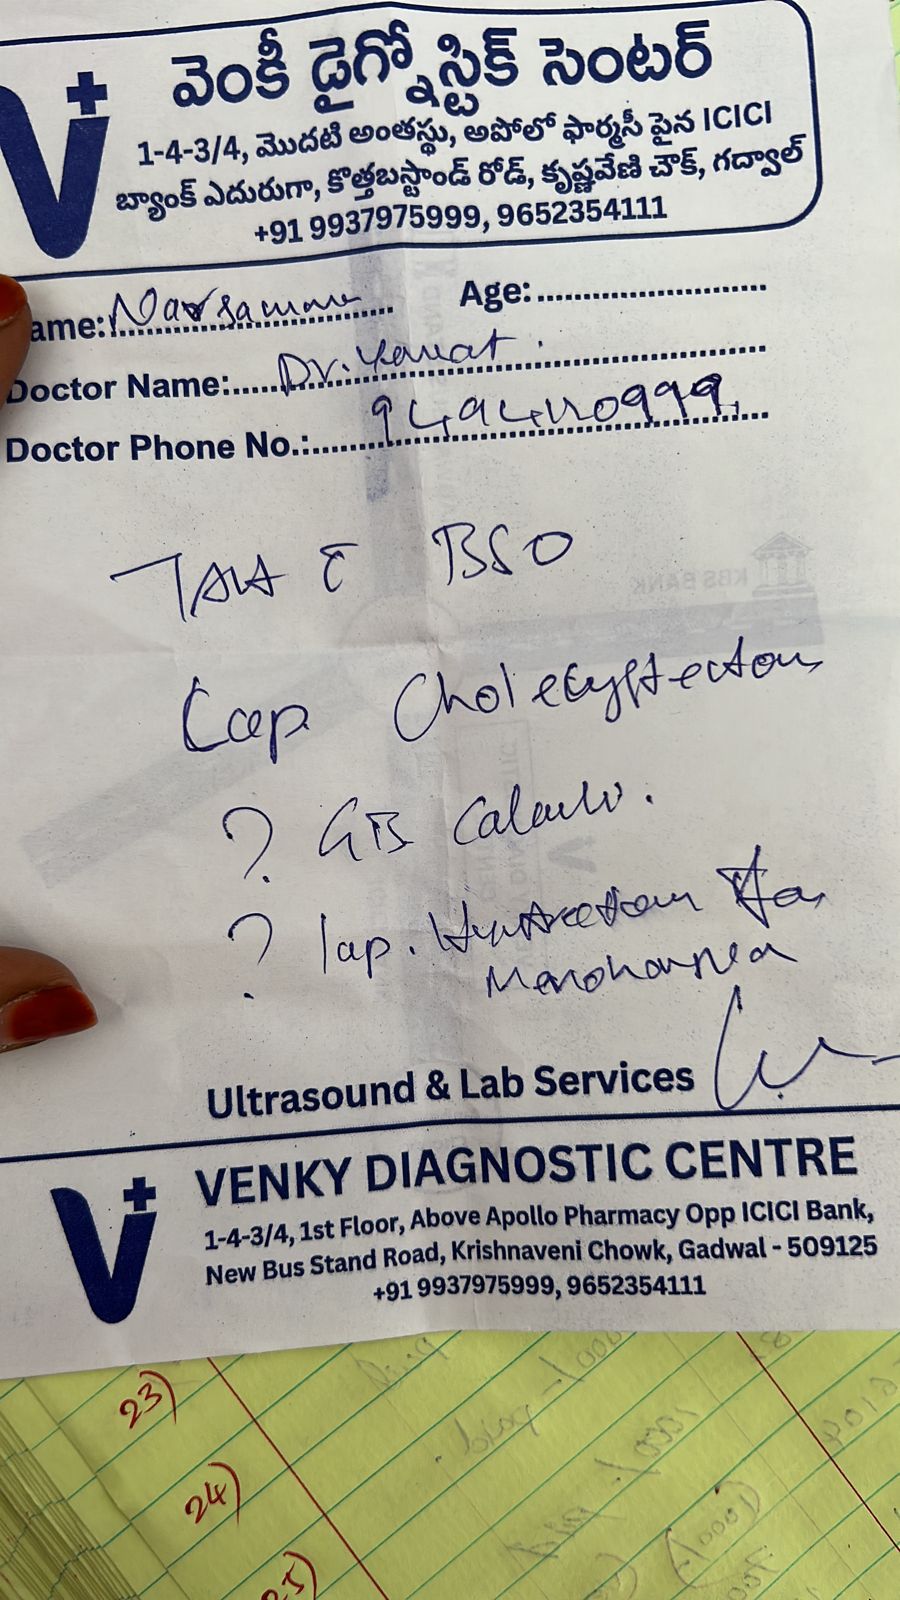 వెంకీ డైగ్నోస్టిక్ సెంటర్
1-4-3/4, మొదటి అంతస్థు, అపోలో ఫార్మసీ పైన ICICI
బ్యాంక్ ఎదురుగా, కొత్తబస్టాండ్ రోడ్, కృష్ణవేణి చౌక్, గద్వాల్
+91 9937975999, 9652354111
ame: Narsamma Age:
Doctor Name: Dr.
Doctor Phone No.:
TAH c̄ BSO
Lap Cholecystectomy
? GB Calculi.
? lap.
Ultrasound & Lab Services
VENKY DIAGNOSTIC CENTRE
1-4-3/4, 1st Floor, Above Apollo Pharmacy Opp ICICI Bank,
New Bus Stand Road, Krishnaveni Chowk, Gadwal - 509125
+91 9937975999, 9652354111
23)
24)
25)